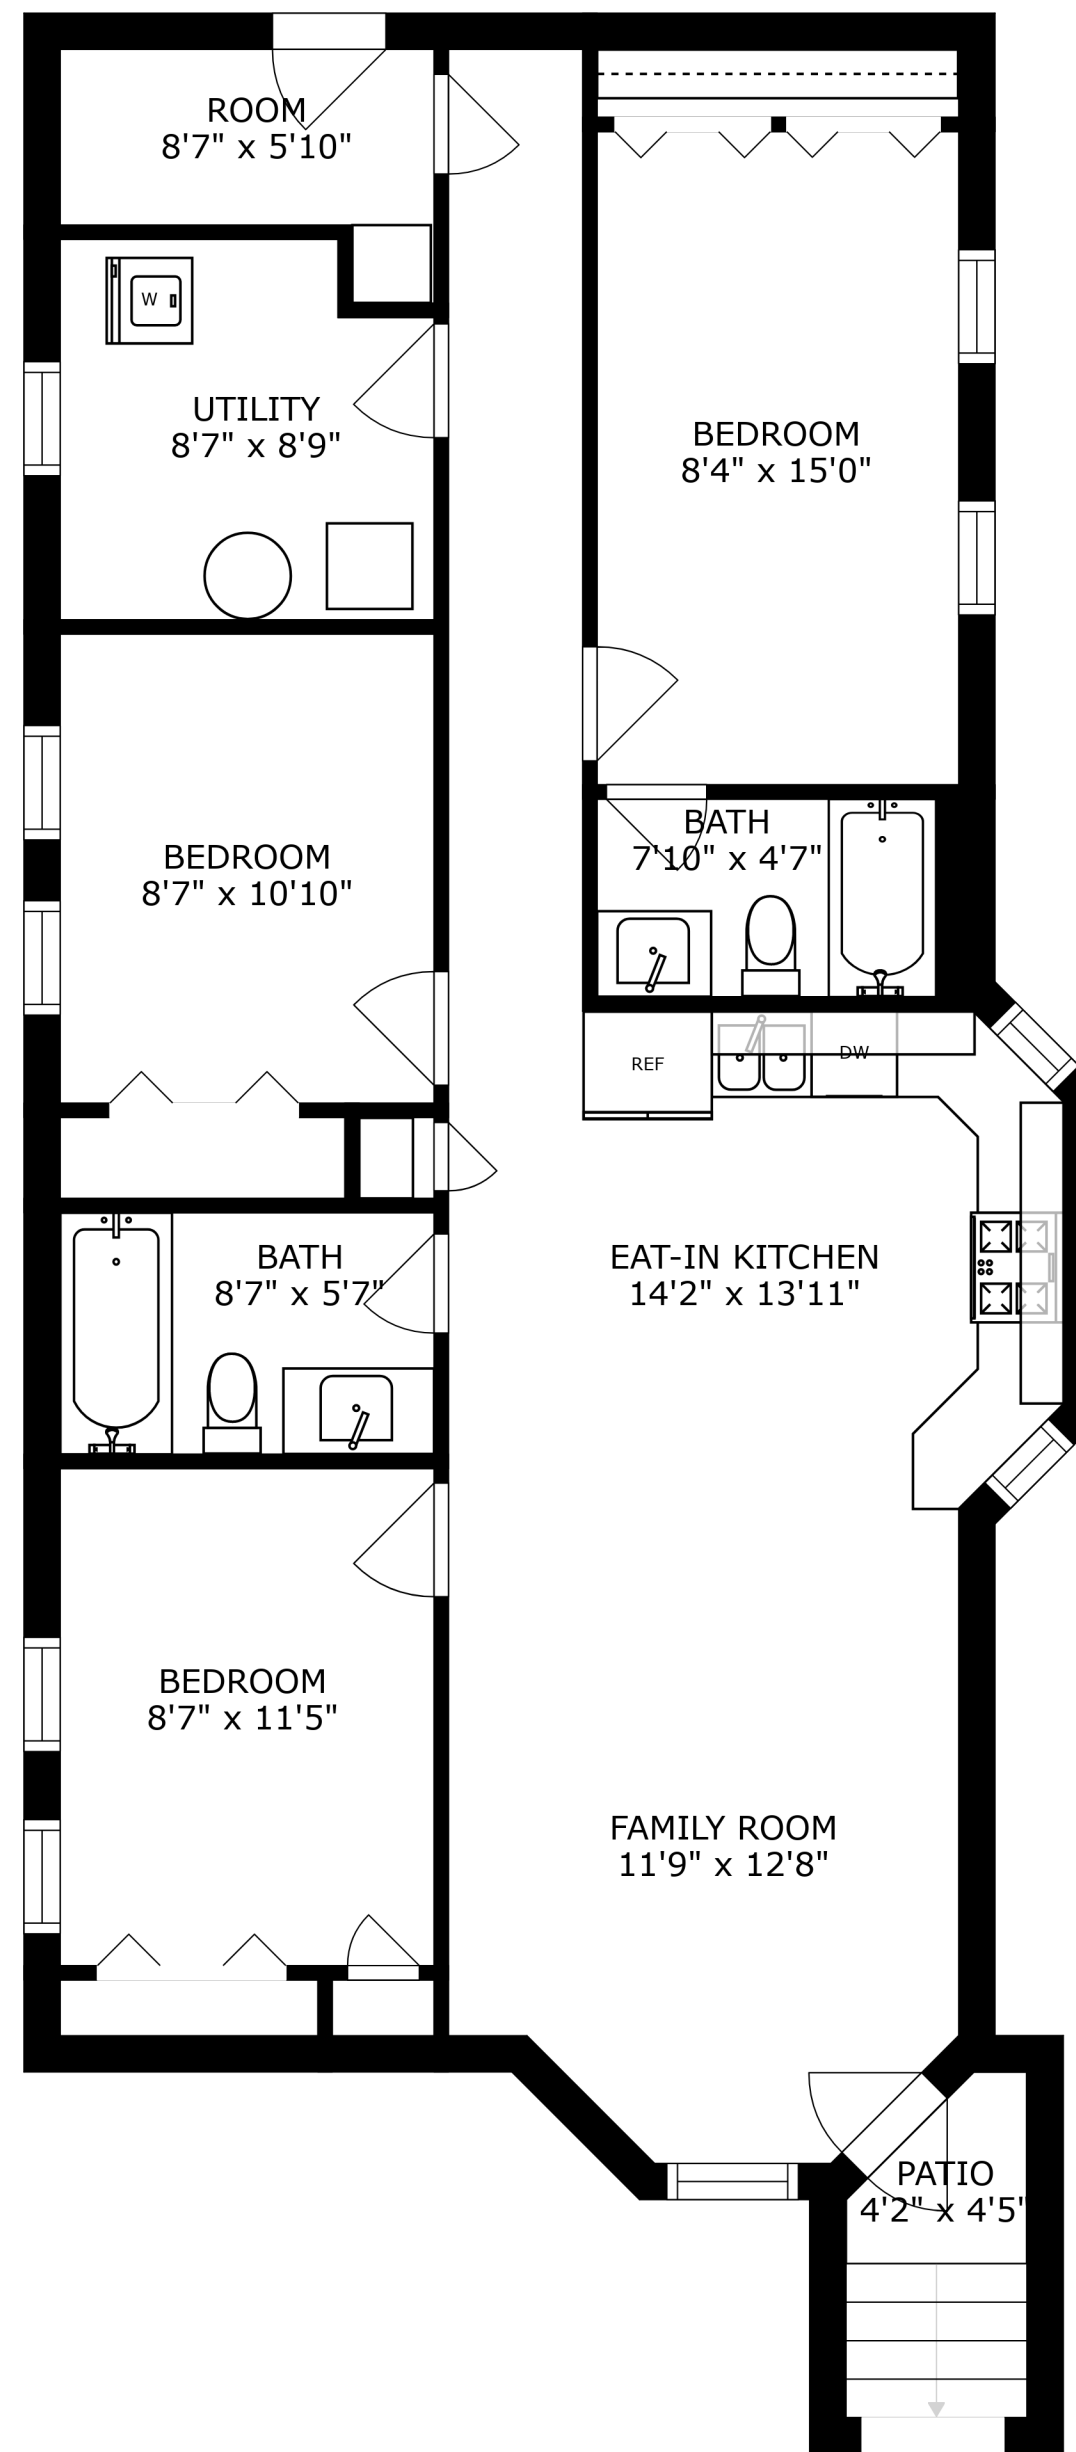 ROOM
8'7" x 5'10"
W
UTILITY
8'7" x 8'9"
BEDROOM
8'4" x 15'0"
BEDROOM
8'7" x 10'10"
BATH
7'10" x 4'7"
REF
DW
BATH
8'7" x 5'7"
EAT-IN KITCHEN
14'2" x 13'11"
BEDROOM
8'7" x 11'5"
FAMILY ROOM
11'9" x 12'8"
PATIO
4'2" x 4'5"